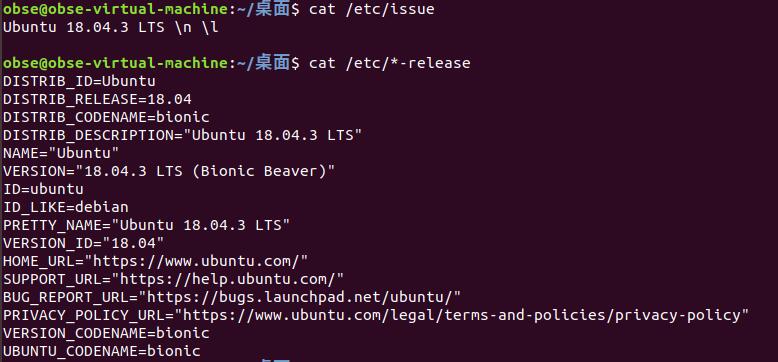 obse@obse-virtual-machine:~/桌面$ cat /etc/issue
Ubuntu 18.04.3 LTS \n \l
obse@obse-virtual-machine:~/桌面$ cat /etc/*-release
DISTRIB_ID=Ubuntu
DISTRIB_RELEASE=18.04
DISTRIB_CODENAME=bionic
DISTRIB_DESCRIPTION="Ubuntu 18.04.3 LTS"
NAME="Ubuntu"
VERSION="18.04.3 LTS (Bionic Beaver)"
ID=ubuntu
ID_LIKE=debian
PRETTY_NAME="Ubuntu 18.04.3 LTS"
VERSION_ID="18.04"
HOME_URL="https://www.ubuntu.com/"
SUPPORT_URL="https://help.ubuntu.com/"
BUG_REPORT_URL="https://bugs.launchpad.net/ubuntu/"
PRIVACY_POLICY_URL="https://www.ubuntu.com/legal/terms-and-policies/privacy-policy"
VERSION_CODENAME=bionic
UBUNTU_CODENAME=bionic